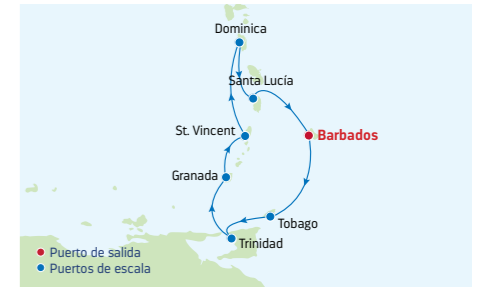 Dominica
Santa Lucía
St. Vincent
Barbados
Granada
Tobago
Trinidad
Puerto de salida
Puertos de escala